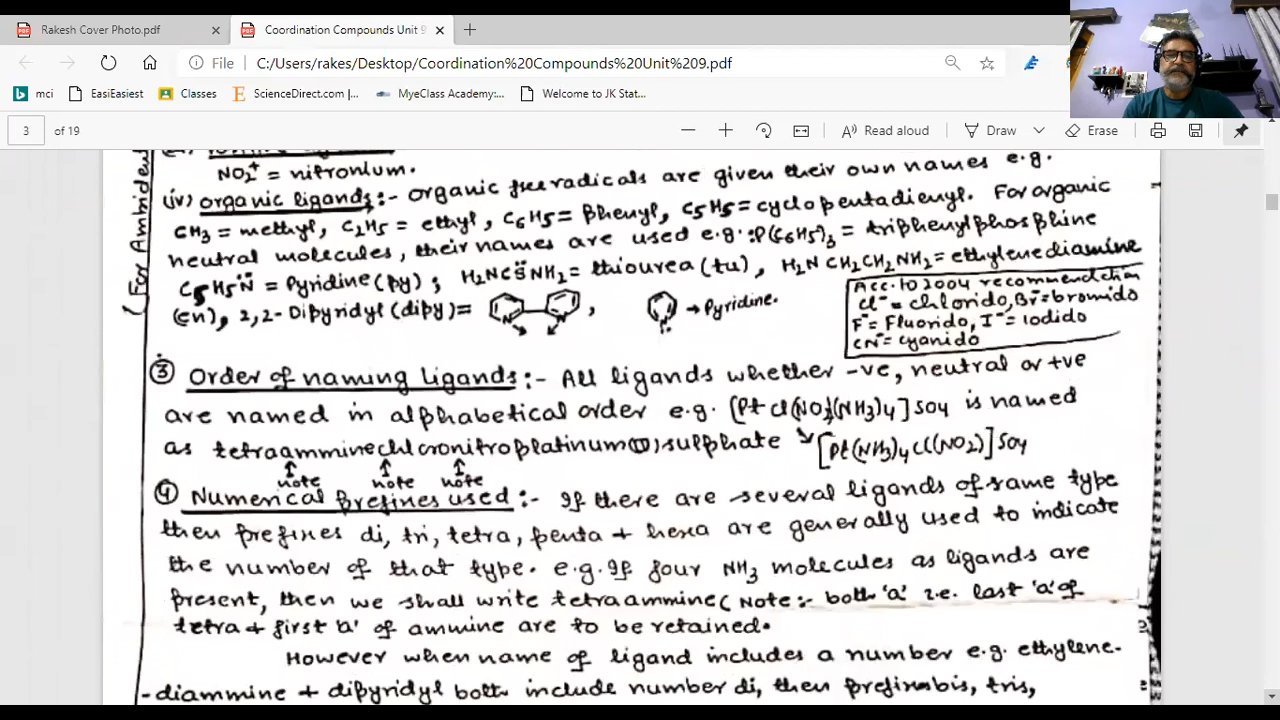 Rakesh Cover Photo.pdf
Coordination Compounds Unit 9
File C:/Users/rakes/Desktop/Coordination%20Compounds%20Unit%209.pdf
mci EasiEasiest Classes ScienceDirect.com |... MyeClass Academy:... Welcome to JK Stat...
3 of 19 Read aloud Draw Erase
(For Ambident
NO₂⁺ = nitronium.
(iv) organic ligands:- organic free radicals are given their own names e.g.
CH3 = methyl, C2H5 = ethyl, C6H5 = phenyl, C5H5 = cyclopentadienyl. For organic
neutral molecules, their names are used e.g.:P(C6H5)3 = triphenylphosphine
C5H5N = Pyridine(py), H2NCSNH2 = thiourea (tu), H2NCH2CH2NH2 = ethylenediamine
(en), 2,2-Dipyridyl (dipy) = N N , N → Pyridine.
Acc. to 2004 recommendation
Cl⁻ = chlorido, Br⁻ = bromido
F⁻ = Fluorido, I⁻ = Iodido
CN⁻ = cyanido
③ Order of naming Ligands:- All ligands whether -ve, neutral or +ve
are named in alphabetical order e.g. [Pt Cl(NO2)(NH3)4]SO4 is named
as tetraamminechloronitroplatinum(IV) sulphate ↘ [Pt(NH3)4Cl(NO2)]SO4
note note note
④ Numerical Prefixes used:- If there are several ligands of same type
then prefixes di, tri, tetra, penta + hexa are generally used to indicate
the number of that type. e.g. If four NH3 molecules as ligands are
present, then we shall write tetraammine (Note:- both 'a' i.e. last 'a' of
tetra + first 'a' of ammine are to be retained.
However when name of ligand includes a number e.g. ethylene-
-diammine + dipyridyl both include number di, then prefixes bis, tris,